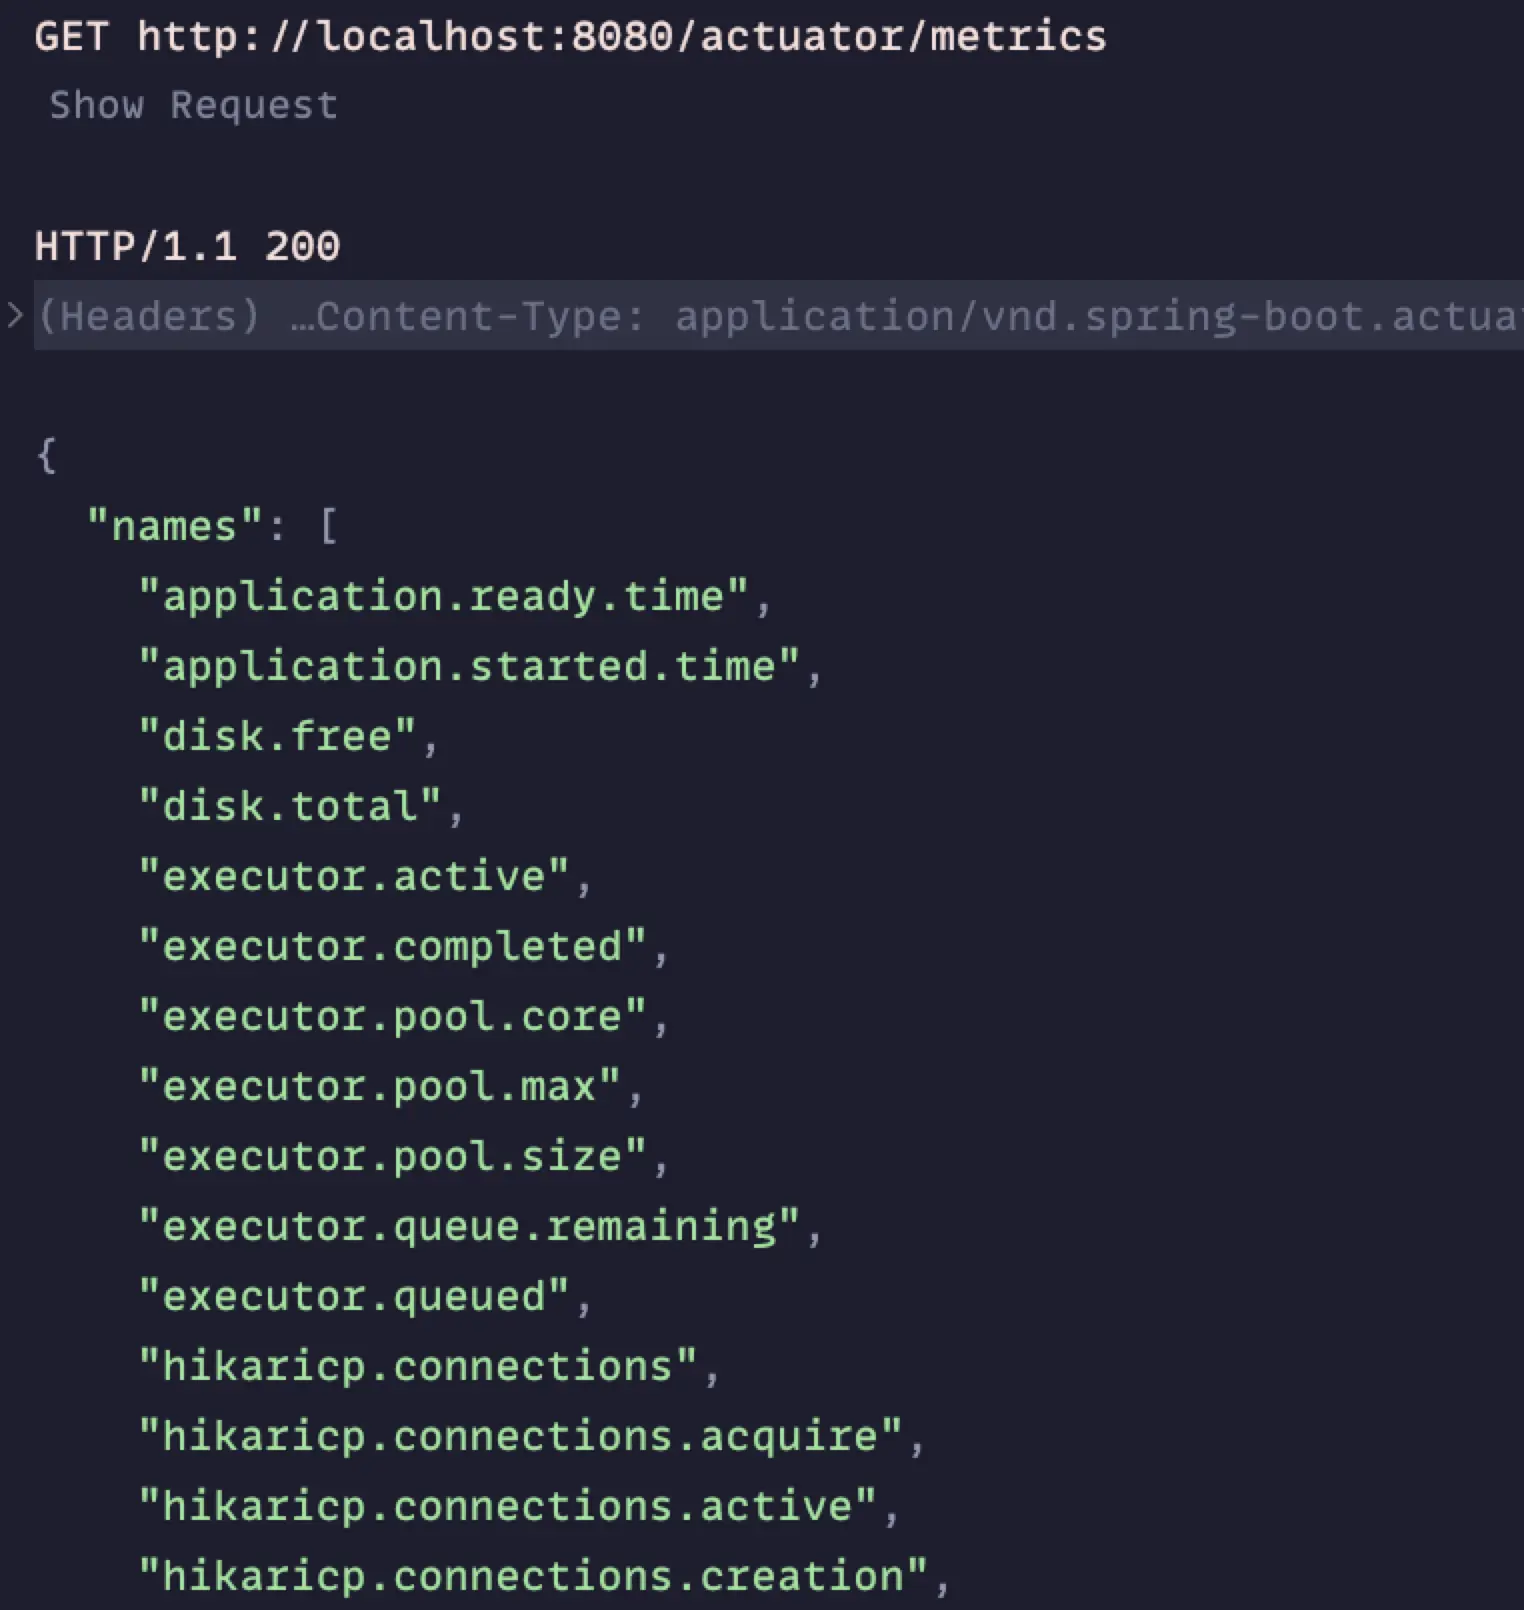 GET http://localhost:8080/actuator/metrics
Show Request
HTTP/1.1 200
(Headers) …Content-Type: application/vnd.spring-boot.actua
{
"names": [
"application.ready.time",
"application.started.time",
"disk.free",
"disk.total",
"executor.active",
"executor.completed",
"executor.pool.core",
"executor.pool.max",
"executor.pool.size",
"executor.queue.remaining",
"executor.queued",
"hikaricp.connections",
"hikaricp.connections.acquire",
"hikaricp.connections.active",
"hikaricp.connections.creation",